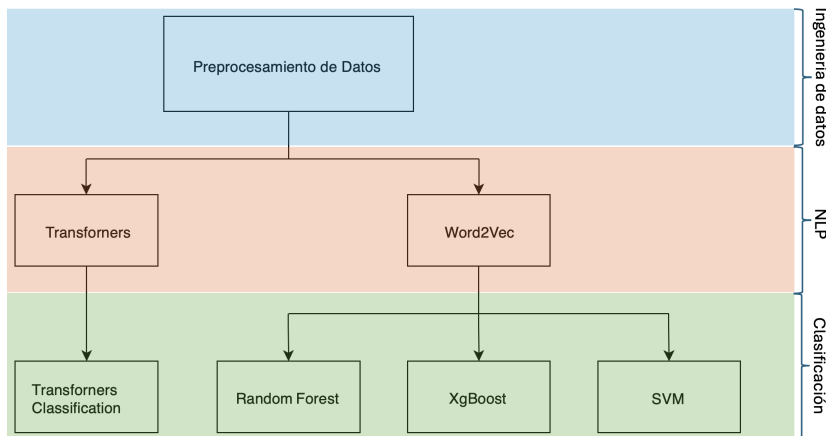 Preprocesamiento de Datos
Ingeniería de datos
Transforners
Word2Vec
NLP
Transforners
Classification
Random Forest
XgBoost
SVM
Clasificación